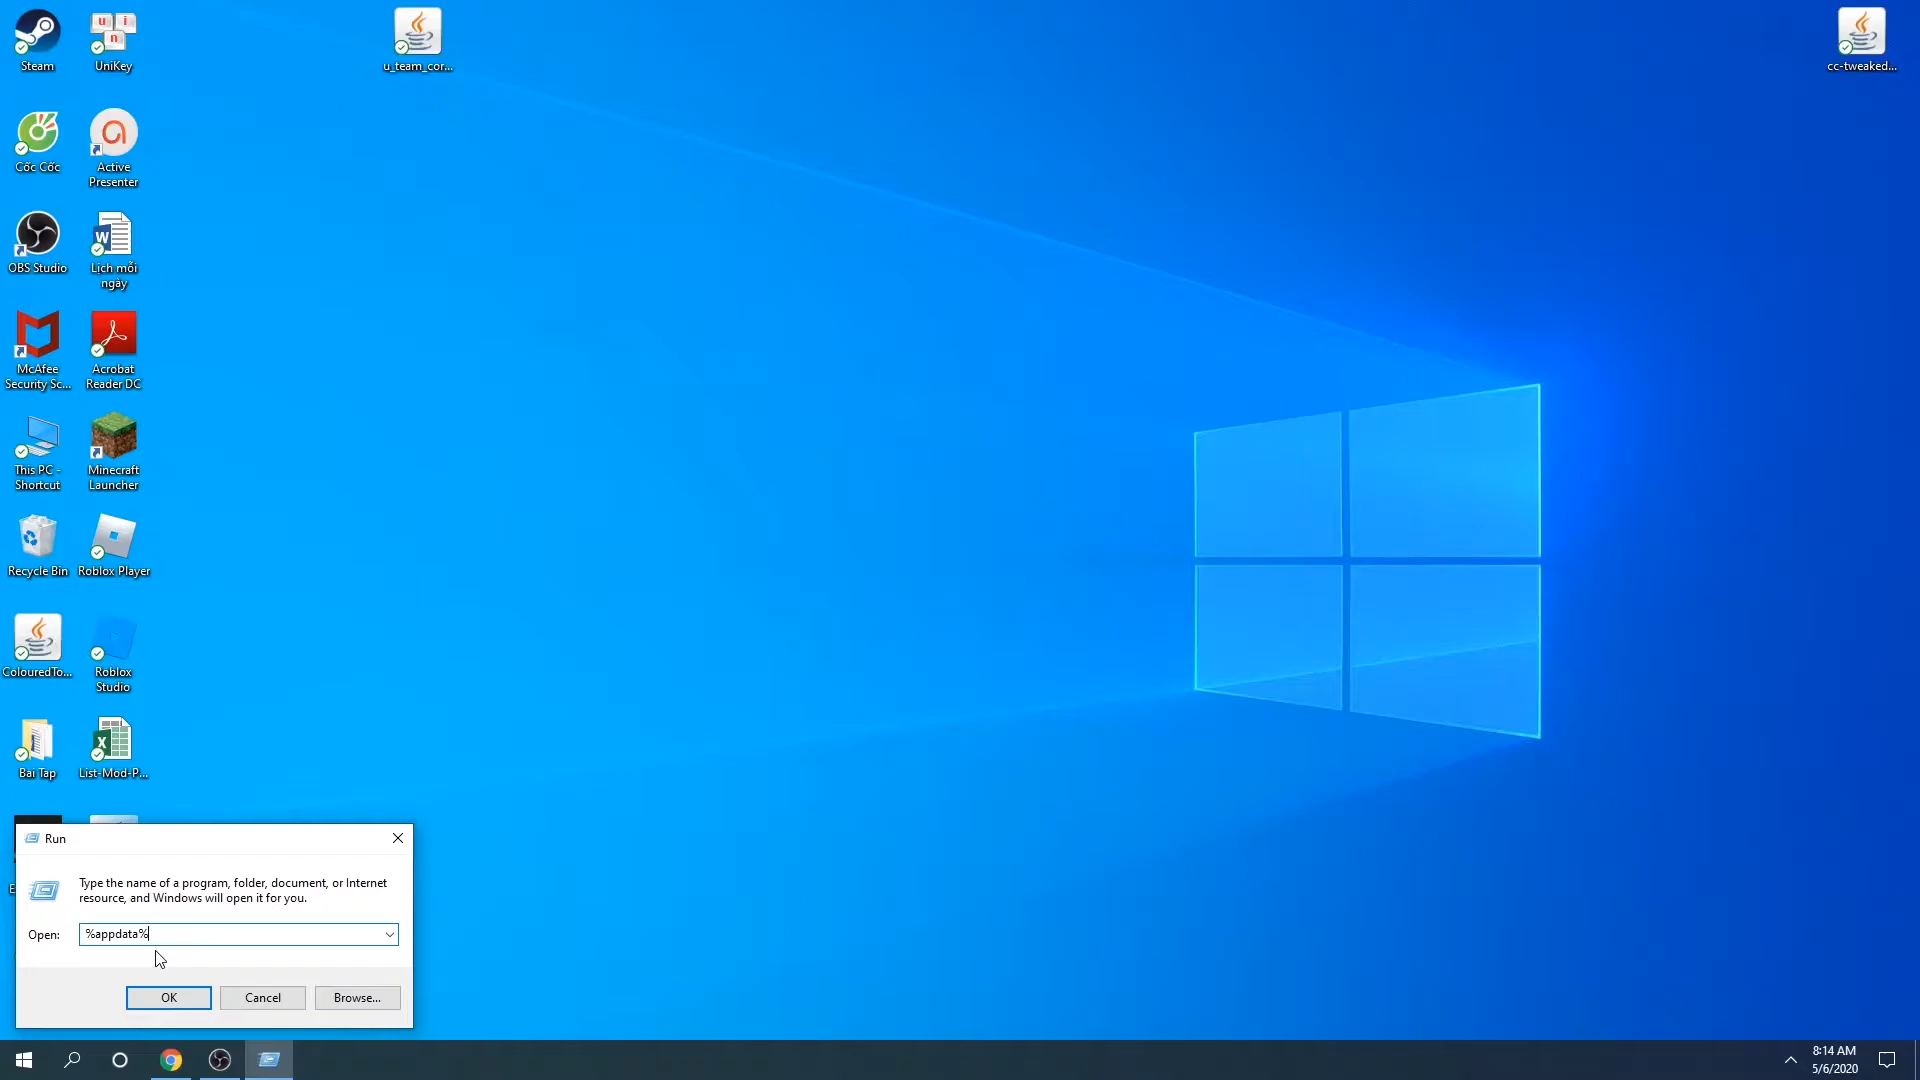 Steam
UniKey
u_team_cor...
cc-tweaked...
Cốc Cốc
Active
Presenter
OBS Studio
Lịch mỗi
ngày
McAfee
Security Sc...
Acrobat
Reader DC
This PC -
Shortcut
Minecraft
Launcher
Recycle Bin
Roblox Player
ColouredTo...
Roblox
Studio
Bai Tap
List-Mod-P...
Run
Type the name of a program, folder, document, or Internet
resource, and Windows will open it for you.
Open:
%appdata%
OK
Cancel
Browse...
8:14 AM
5/6/2020